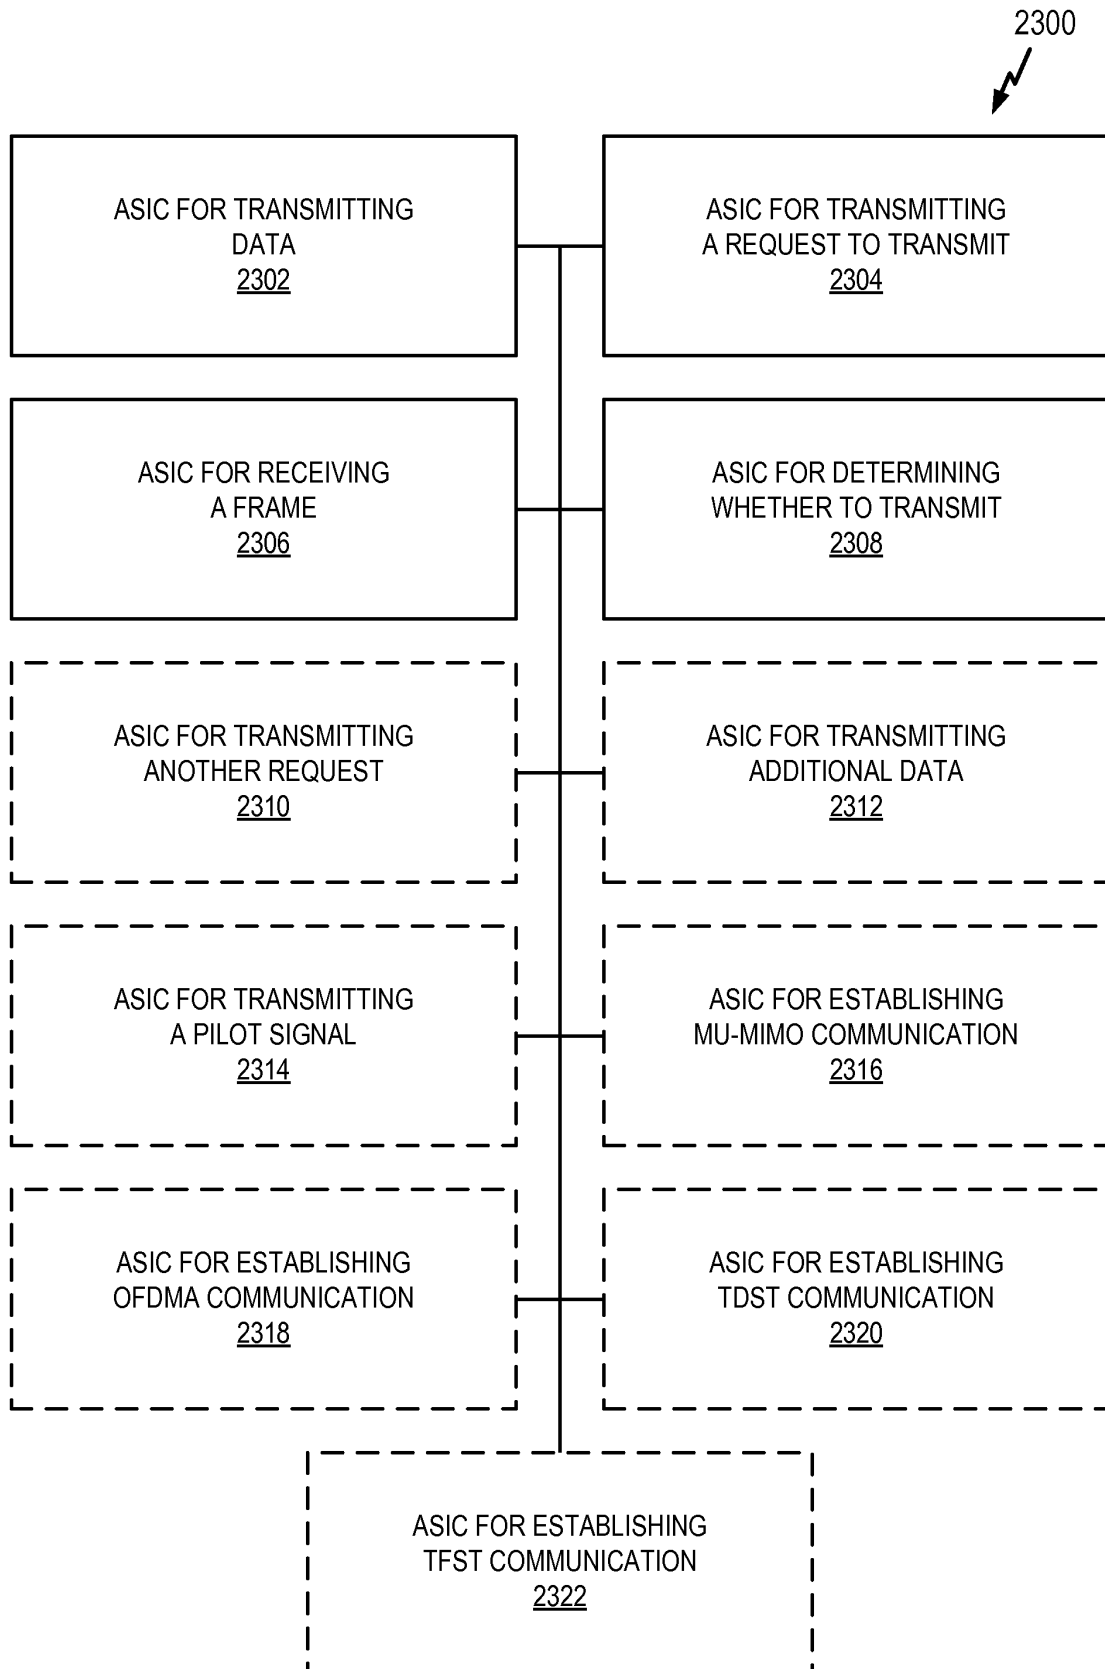 2300
ASIC FOR TRANSMITTING
DATA
2302
ASIC FOR TRANSMITTING
A REQUEST TO TRANSMIT
2304
ASIC FOR RECEIVING
A FRAME
2306
ASIC FOR DETERMINING
WHETHER TO TRANSMIT
2308
ASIC FOR TRANSMITTING
ANOTHER REQUEST
2310
ASIC FOR TRANSMITTING
ADDITIONAL DATA
2312
ASIC FOR TRANSMITTING
A PILOT SIGNAL
2314
ASIC FOR ESTABLISHING
MU-MIMO COMMUNICATION
2316
ASIC FOR ESTABLISHING
OFDMA COMMUNICATION
2318
ASIC FOR ESTABLISHING
TDST COMMUNICATION
2320
ASIC FOR ESTABLISHING
TFST COMMUNICATION
2322